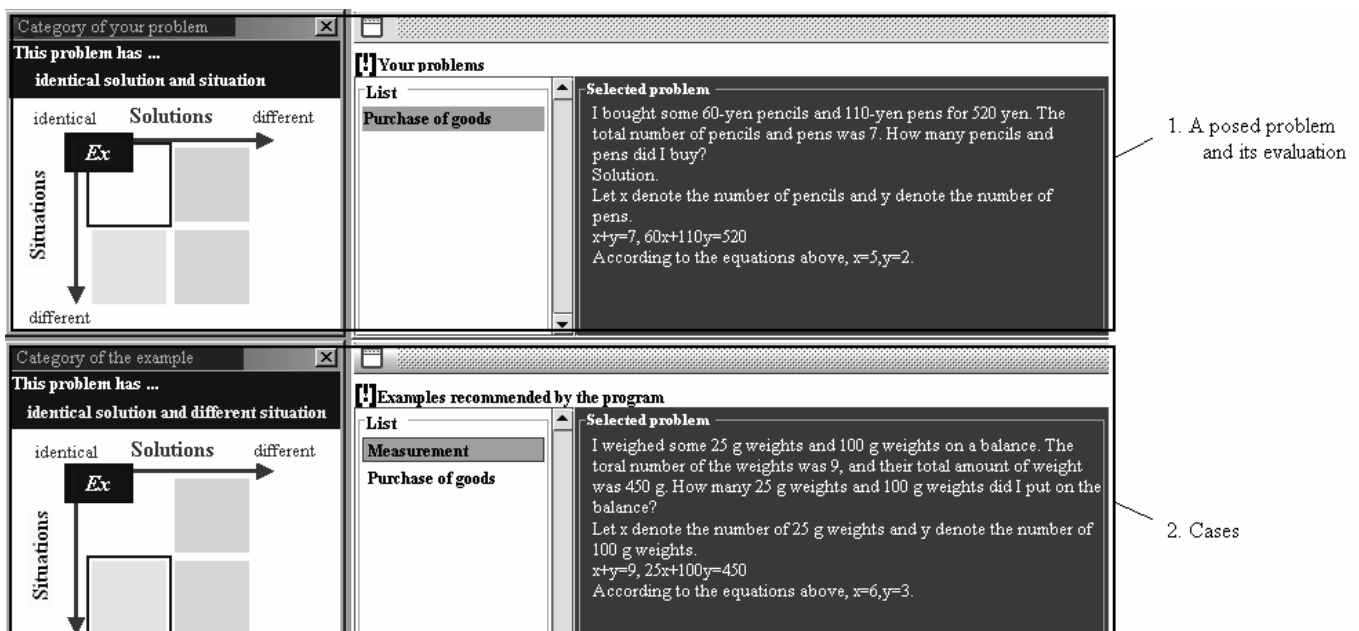 Category of your problem
This problem has ...
identical solution and situation
identical Solutions different
Ex
Situations
different
[!] Your problems
List
Purchase of goods
Selected problem
I bought some 60-yen pencils and 110-yen pens for 520 yen. The
total number of pencils and pens was 7. How many pencils and
pens did I buy?
Solution.
Let x denote the number of pencils and y denote the number of
pens.
x+y=7, 60x+110y=520
According to the equations above, x=5,y=2.
1. A posed problem
and its evaluation
Category of the example
This problem has ...
identical solution and different situation
identical Solutions different
Ex
Situations
[!] Examples recommended by the program
List
Measurement
Purchase of goods
Selected problem
I weighed some 25 g weights and 100 g weights on a balance. The
toral number of the weights was 9, and their total amount of weight
was 450 g. How many 25 g weights and 100 g weights did I put on the
balance?
Let x denote the number of 25 g weights and y denote the number of
100 g weights.
x+y=9, 25x+100y=450
According to the equations above, x=6,y=3.
2. Cases